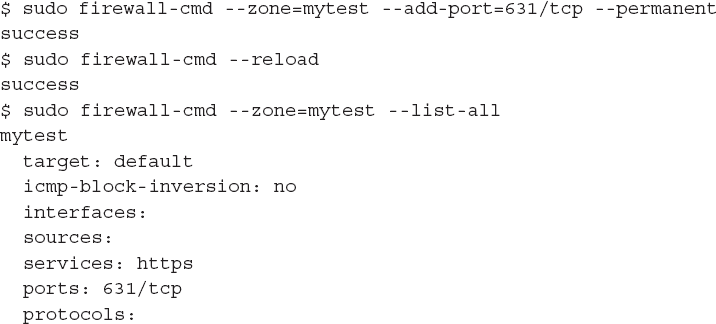 $ sudo firewall-cmd --zone=mytest --add-port=631/tcp --permanent
success
$ sudo firewall-cmd --reload
success
$ sudo firewall-cmd --zone=mytest --list-all
mytest
  target: default
  icmp-block-inversion: no
  interfaces:
  sources:
  services: https
  ports: 631/tcp
  protocols: